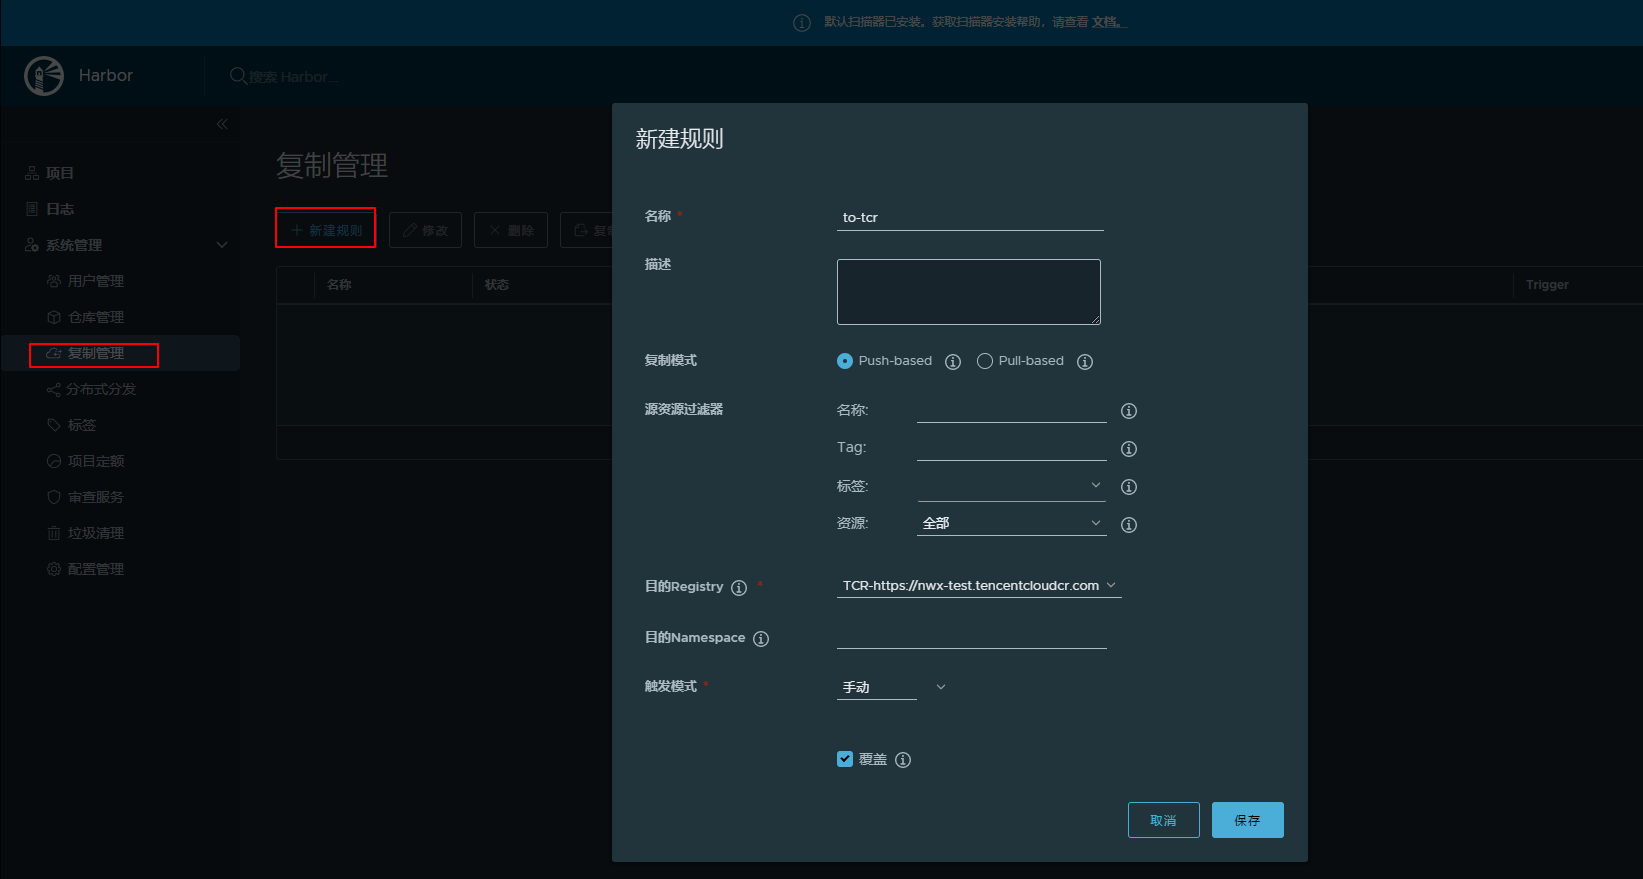 默认扫描器已安装。获取扫描器安装帮助，请查看 文档。
Harbor
搜索 Harbor...
项目
日志
系统管理
用户管理
仓库管理
复制管理
分布式分发
标签
项目定额
审查服务
垃圾清理
配置管理
复制管理
新建规则
修改
删除
名称
状态
Trigger
新建规则
名称 *
to-tcr
描述
复制模式
Push-based
Pull-based
源资源过滤器
名称:
Tag:
标签:
资源:
全部
目的Registry *
TCR-https://nwx-test.tencentcloudcr.com
目的Namespace
触发模式 *
手动
覆盖
取消
保存